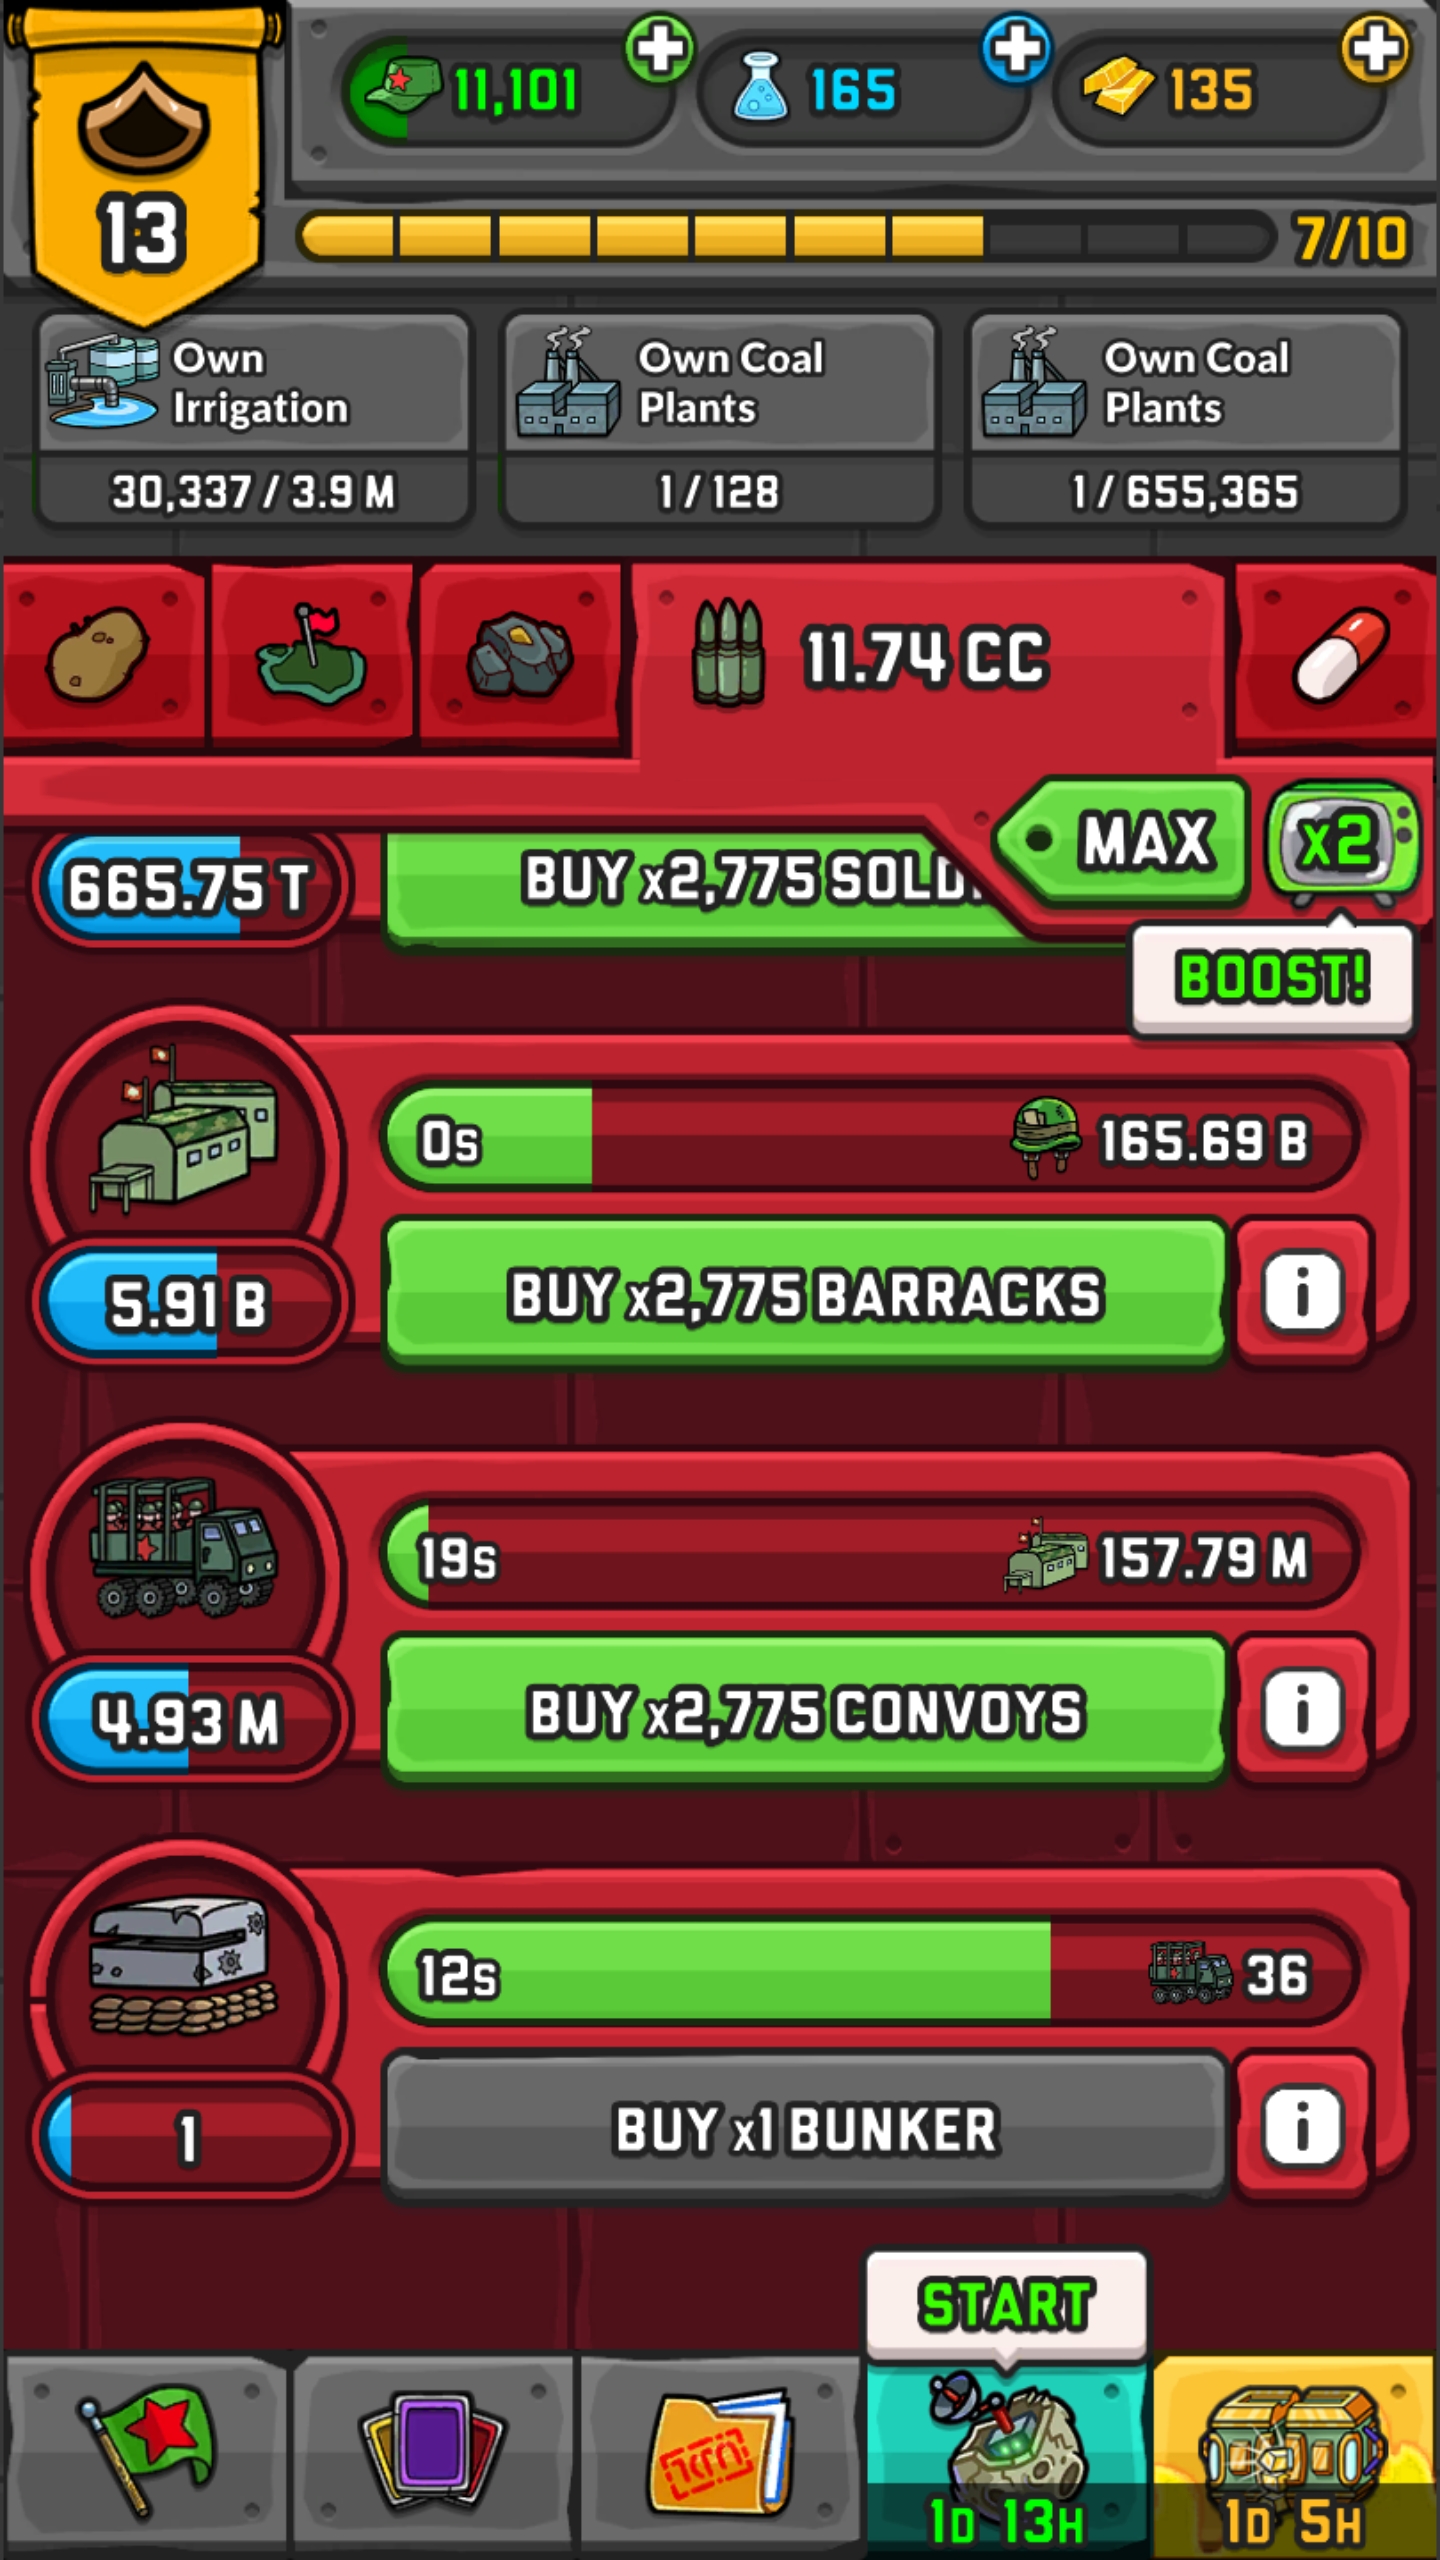 13
11,101
165
135
7/10
Own
Irrigation
30,337 / 3.9 M
Own Coal
Plants
1 / 128
Own Coal
Plants
1 / 655,365
11.74 CC
MAX
x2
BOOST!
665.75 T
BUY x2,775 SOLD
0s
165.69 B
5.91 B
BUY x2,775 BARRACKS
i
19s
157.79 M
4.93 M
BUY x2,775 CONVOYS
i
12s
36
1
BUY x1 BUNKER
i
START
1D 13H
1D 5H